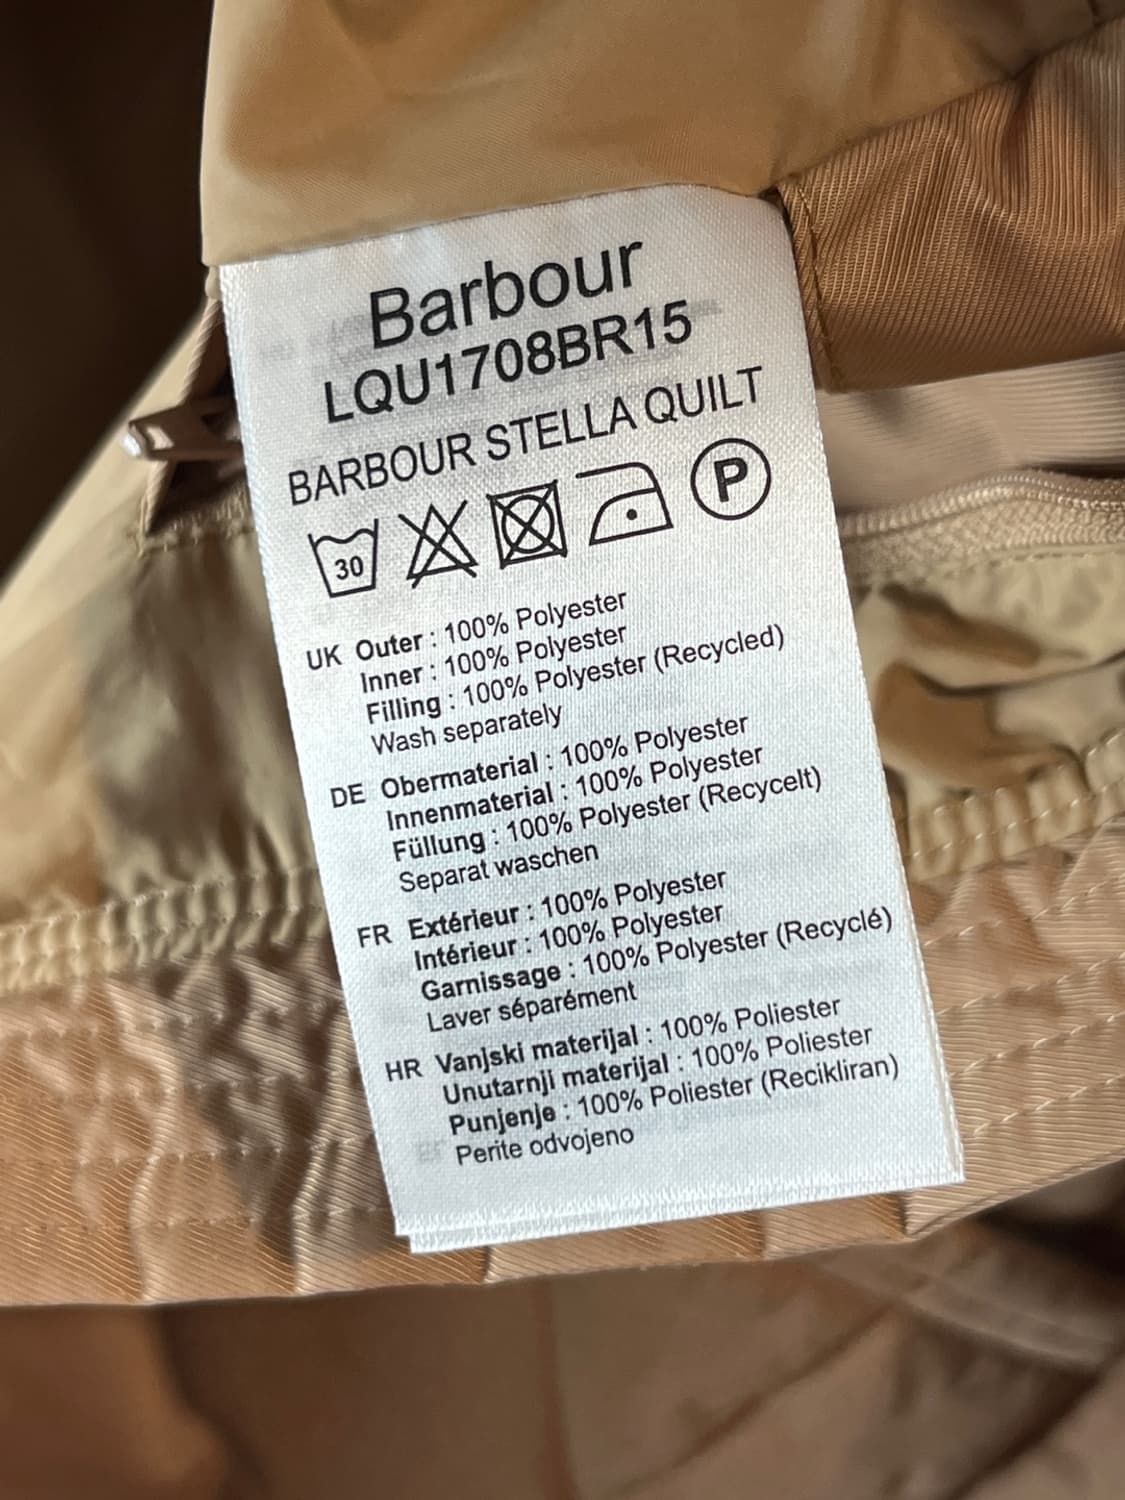 Barbour
LQU1708BR15
BARBOUR STELLA QUILT
30 P
UK Outer : 100% Polyester
Inner : 100% Polyester
Filling : 100% Polyester (Recycled)
Wash separately
DE Obermaterial : 100% Polyester
Innenmaterial : 100% Polyester
Füllung : 100% Polyester (Recycelt)
Separat waschen
FR Extérieur : 100% Polyester
Intérieur : 100% Polyester
Garnissage : 100% Polyester (Recyclé)
Laver séparément
HR Vanjski materijal : 100% Poliester
Unutarnji materijal : 100% Poliester
Punjenje : 100% Poliester (Recikliran)
Perite odvojeno